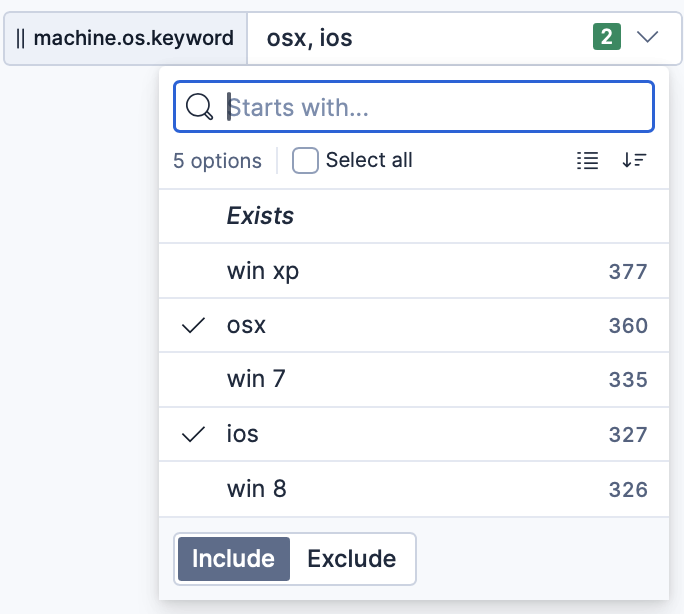 machine.os.keyword osx, ios 2
Starts with...
5 options Select all
Exists
win xp 377
osx 360
win 7 335
ios 327
win 8 326
Include Exclude